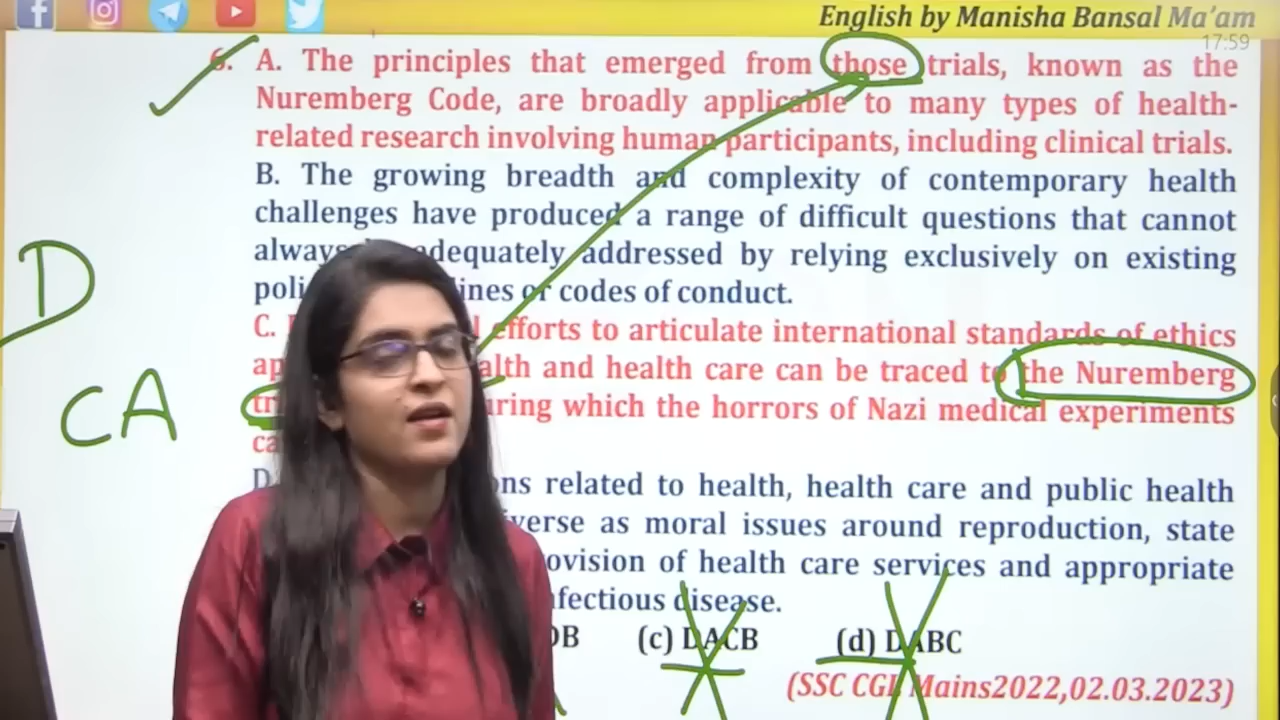 English by Manisha Bansal Ma'am
17:59
6. A. The principles that emerged from those trials, known as the
Nuremberg Code, are broadly applicable to many types of health-
related research involving human participants, including clinical trials.
B. The growing breadth and complexity of contemporary health
challenges have produced a range of difficult questions that cannot
always adequately addressed by relying exclusively on existing
or codes of conduct.
C. efforts to articulate international standards of ethics
and health care can be traced to the Nuremberg
during which the horrors of Nazi medical experiments
D. related to health, health care and public health
as moral issues around reproduction, state
of health care services and appropriate
infectious disease.
(c) DACB (d) DABC
(SSC CGL Mains2022,02.03.2023)
D
CA